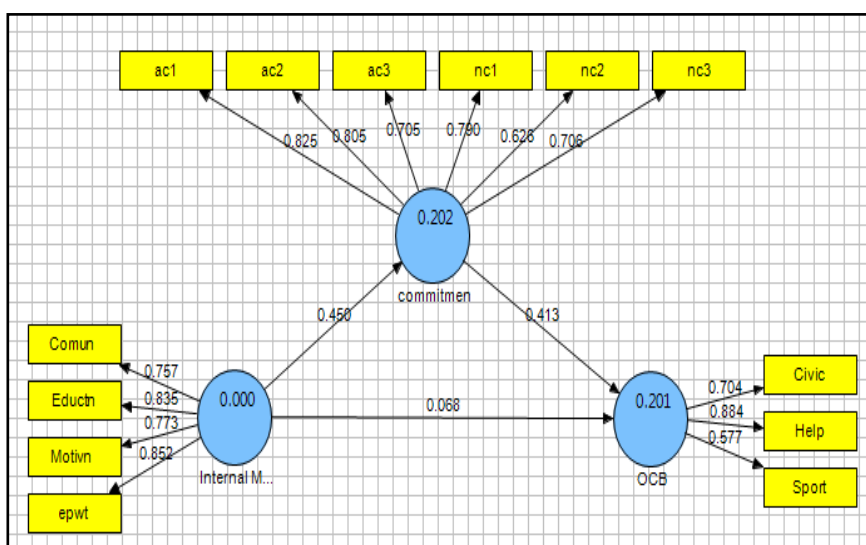 ac1 ac2 ac3 nc1 nc2 nc3
0.825 0.805 0.705 0.790 0.628 0.706
0.202
commitmen
0.450 0.413
Comun
0.757
Eductn
0.835
Motivn
0.773
epwt
0.852
0.000
Internal M...
0.068
0.201
OCB
0.704
Civic
0.884
Help
0.577
Sport